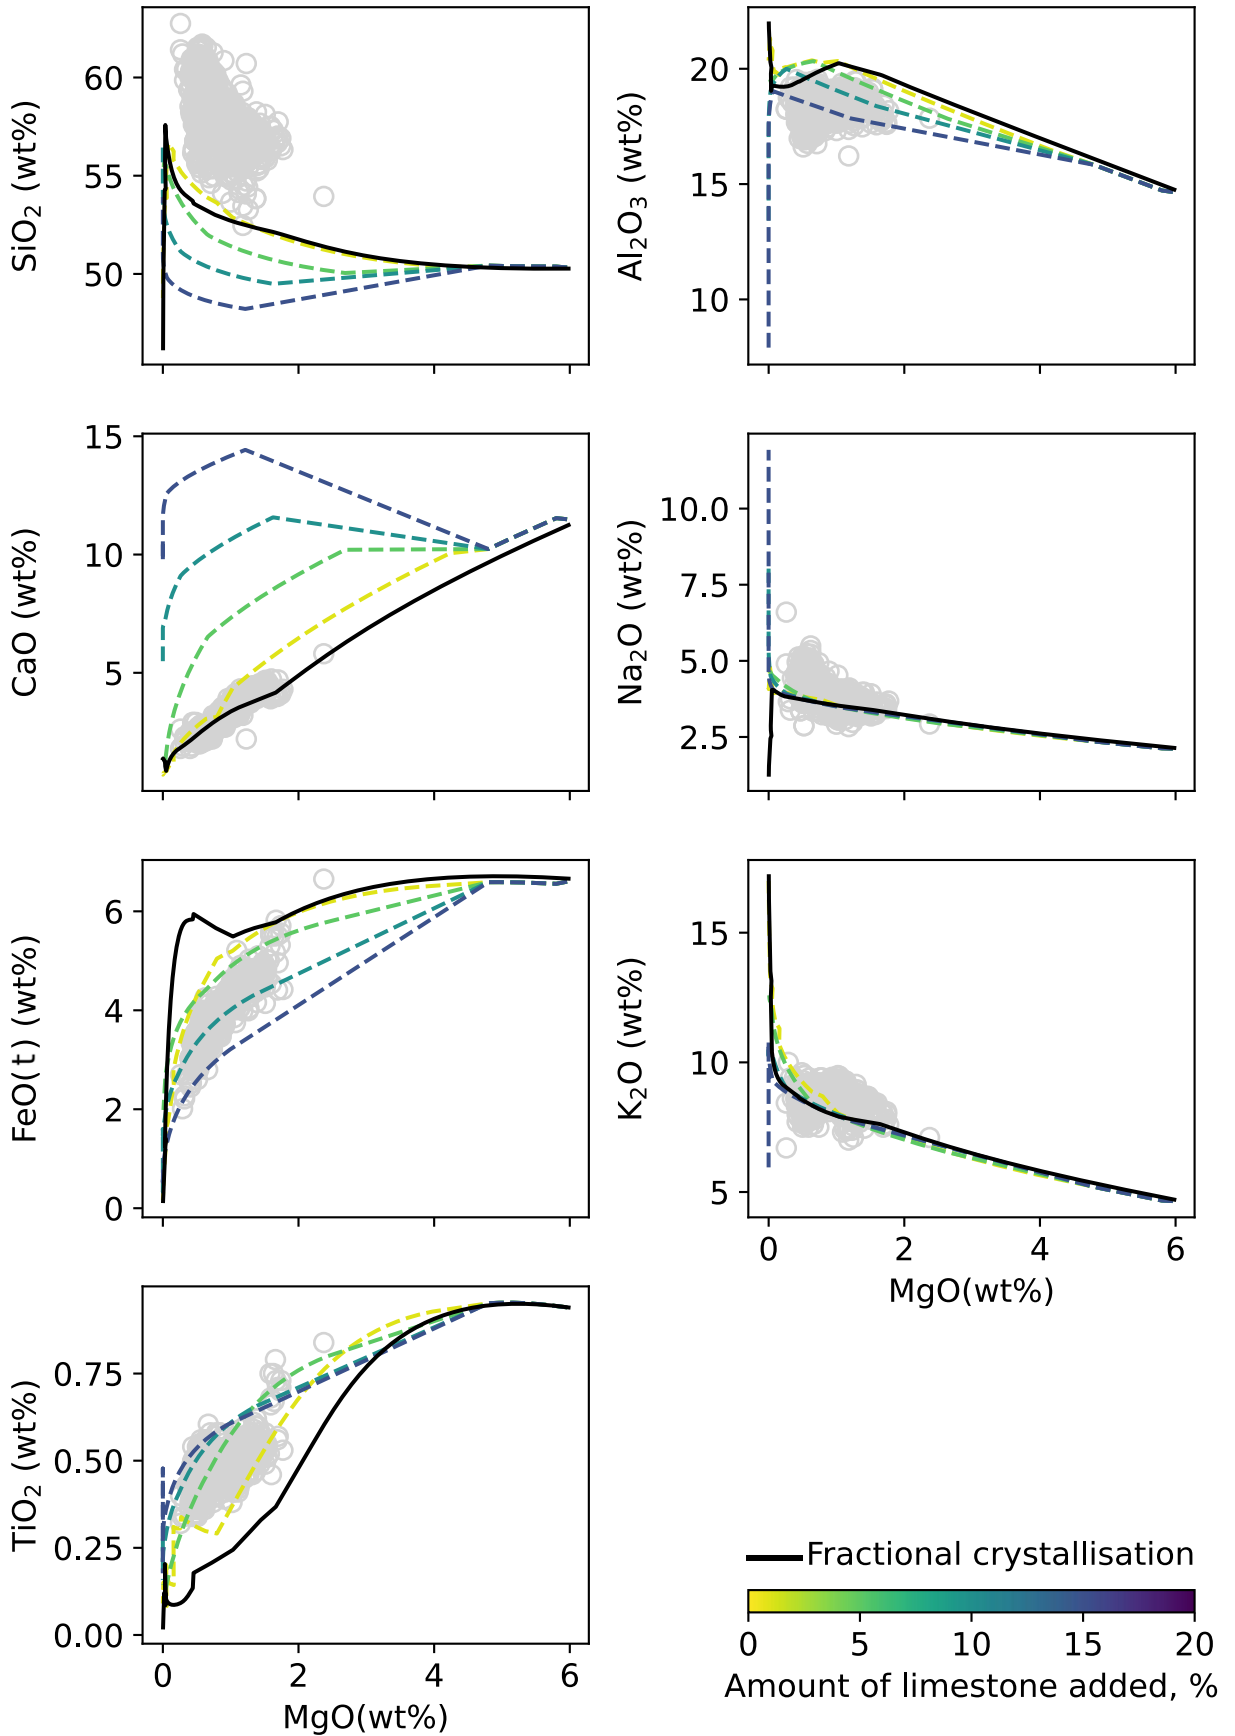 SiO2 (wt%)
60
55
50
Al2O3 (wt%)
20
15
10
CaO (wt%)
15
10
5
Na2O (wt%)
10.0
7.5
5.0
2.5
FeO(t) (wt%)
6
4
2
0
K2O (wt%)
15
10
5
0 2 4 6
MgO(wt%)
TiO2 (wt%)
0.75
0.50
0.25
0.00
0 2 4 6
MgO(wt%)
Fractional crystallisation
0 5 10 15 20
Amount of limestone added, %